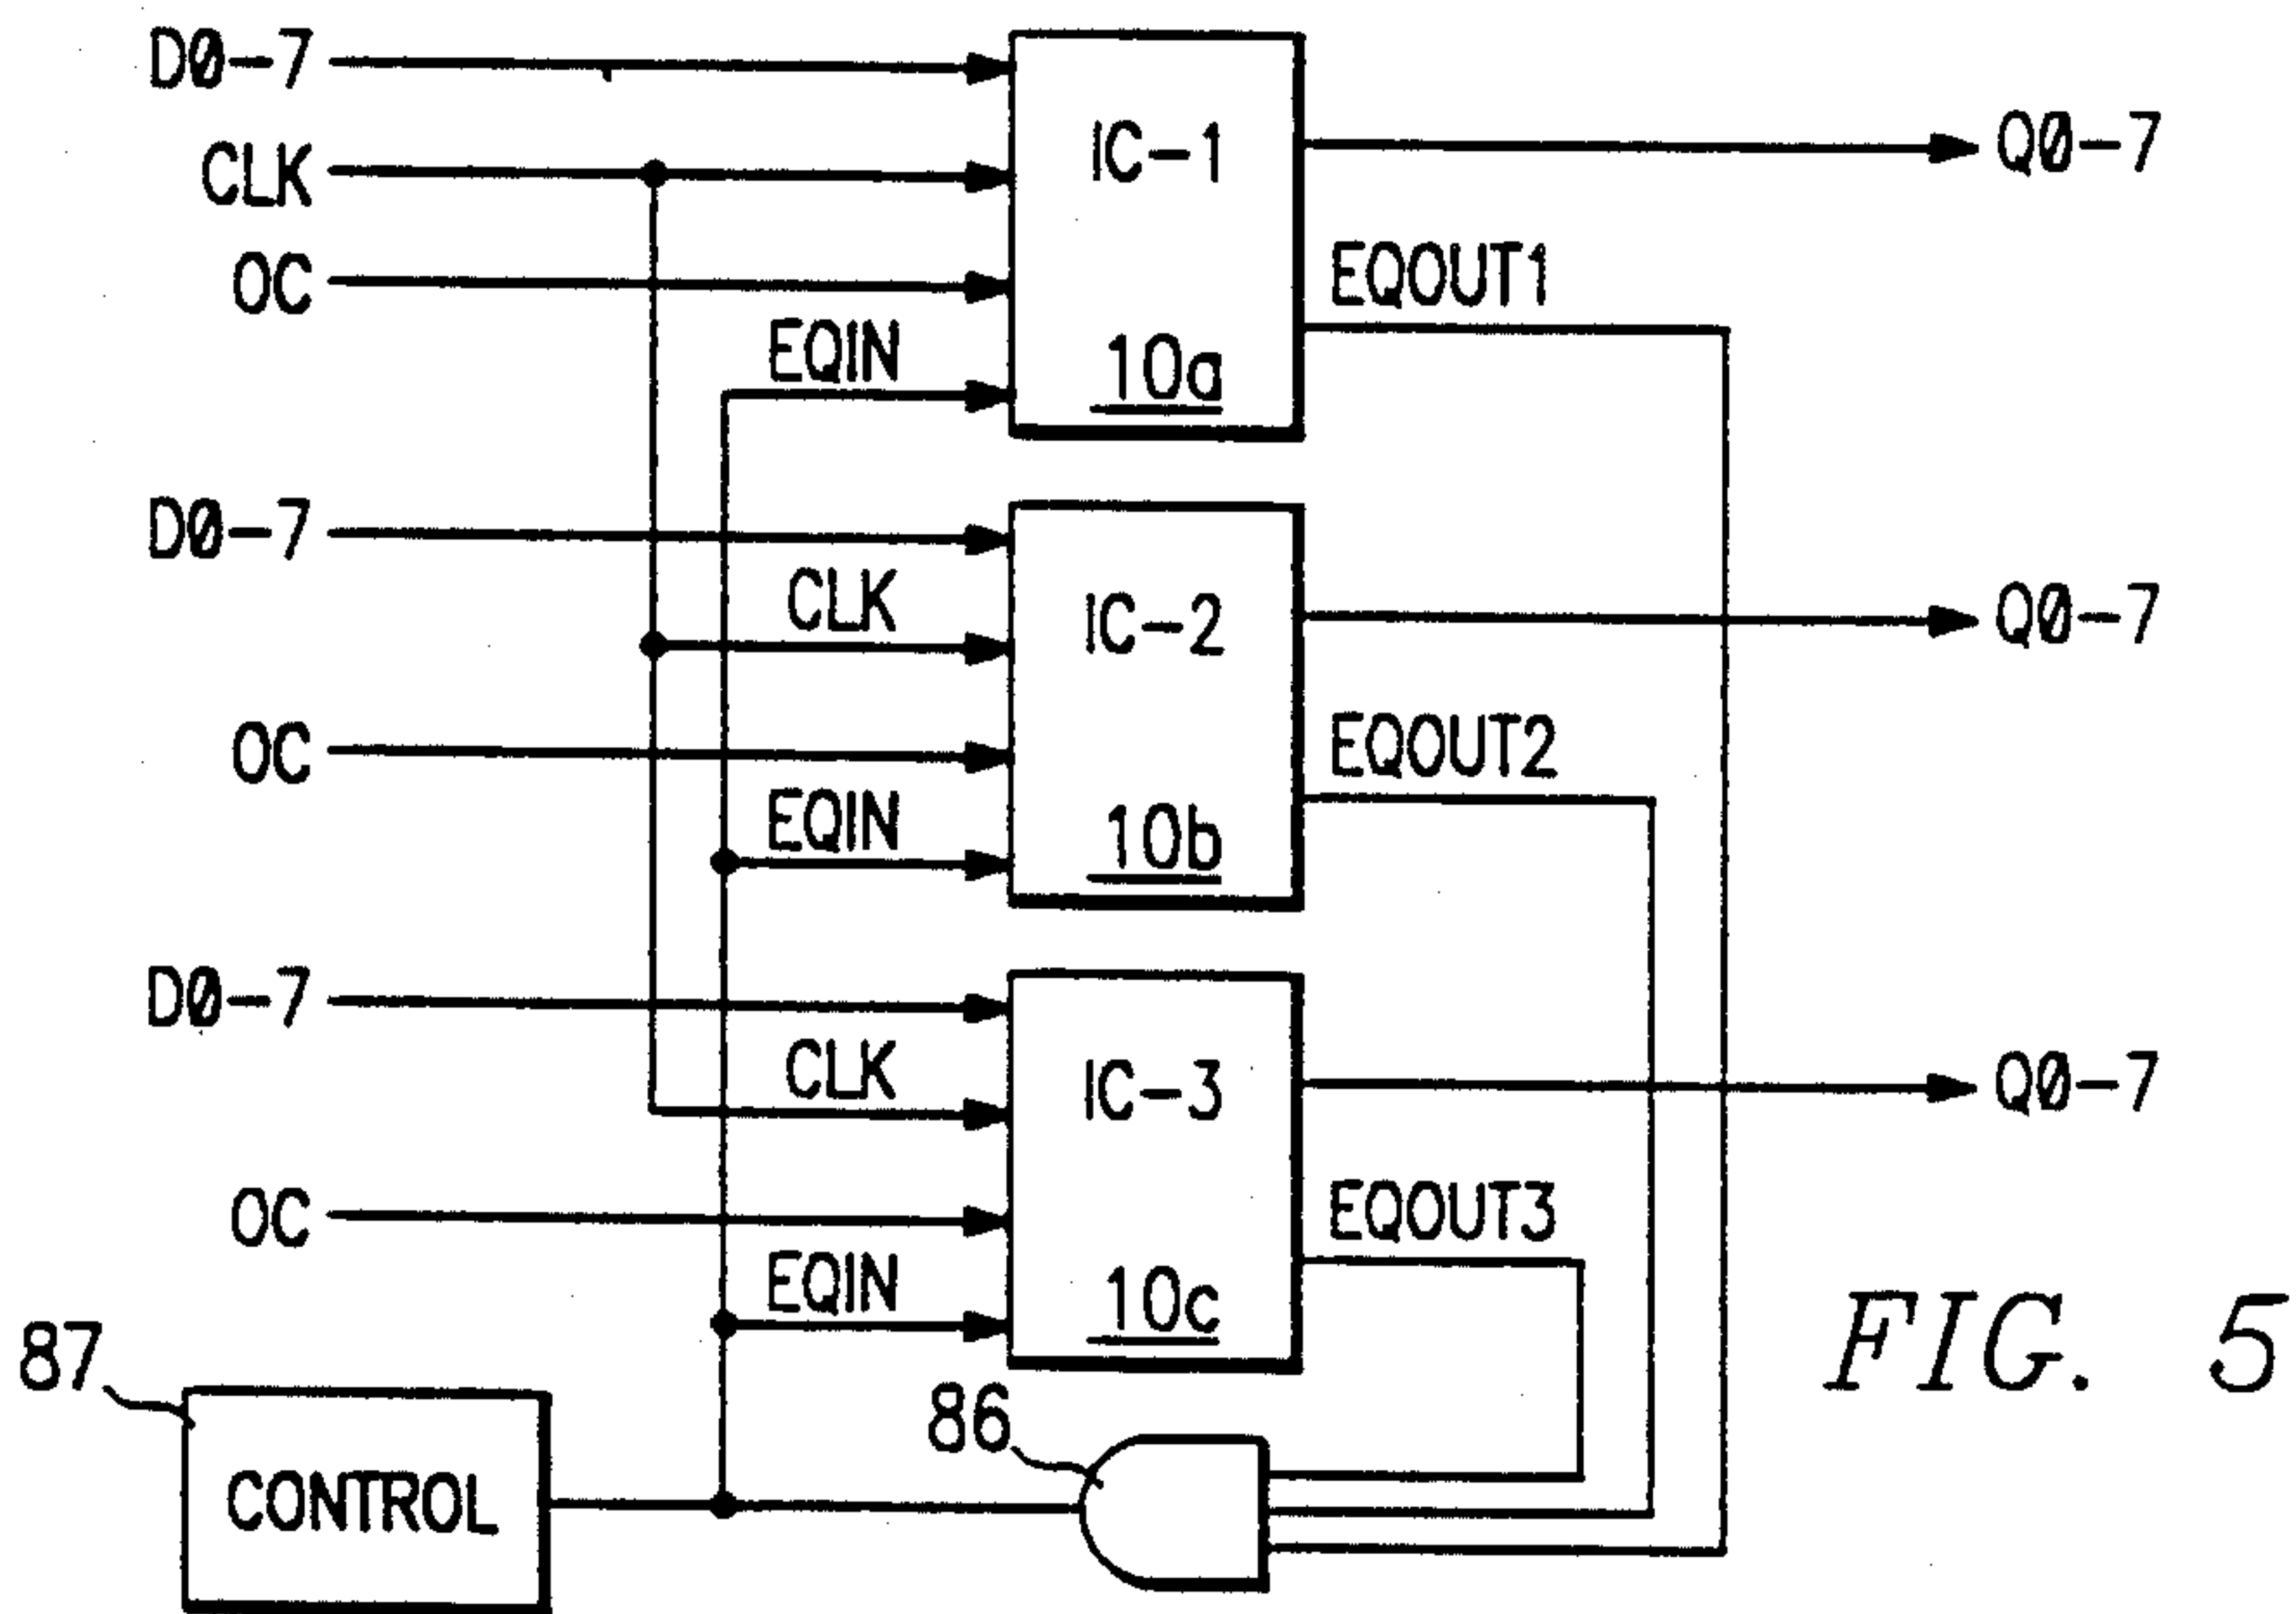 D0-7
CLK
OC
EQIN
IC-1
10a
Q0-7
EQOUT1
D0-7
CLK
OC
EQIN
IC-2
10b
Q0-7
EQOUT2
D0-7
CLK
OC
EQIN
IC-3
10c
Q0-7
EQOUT3
87
CONTROL
86
FIG. 5